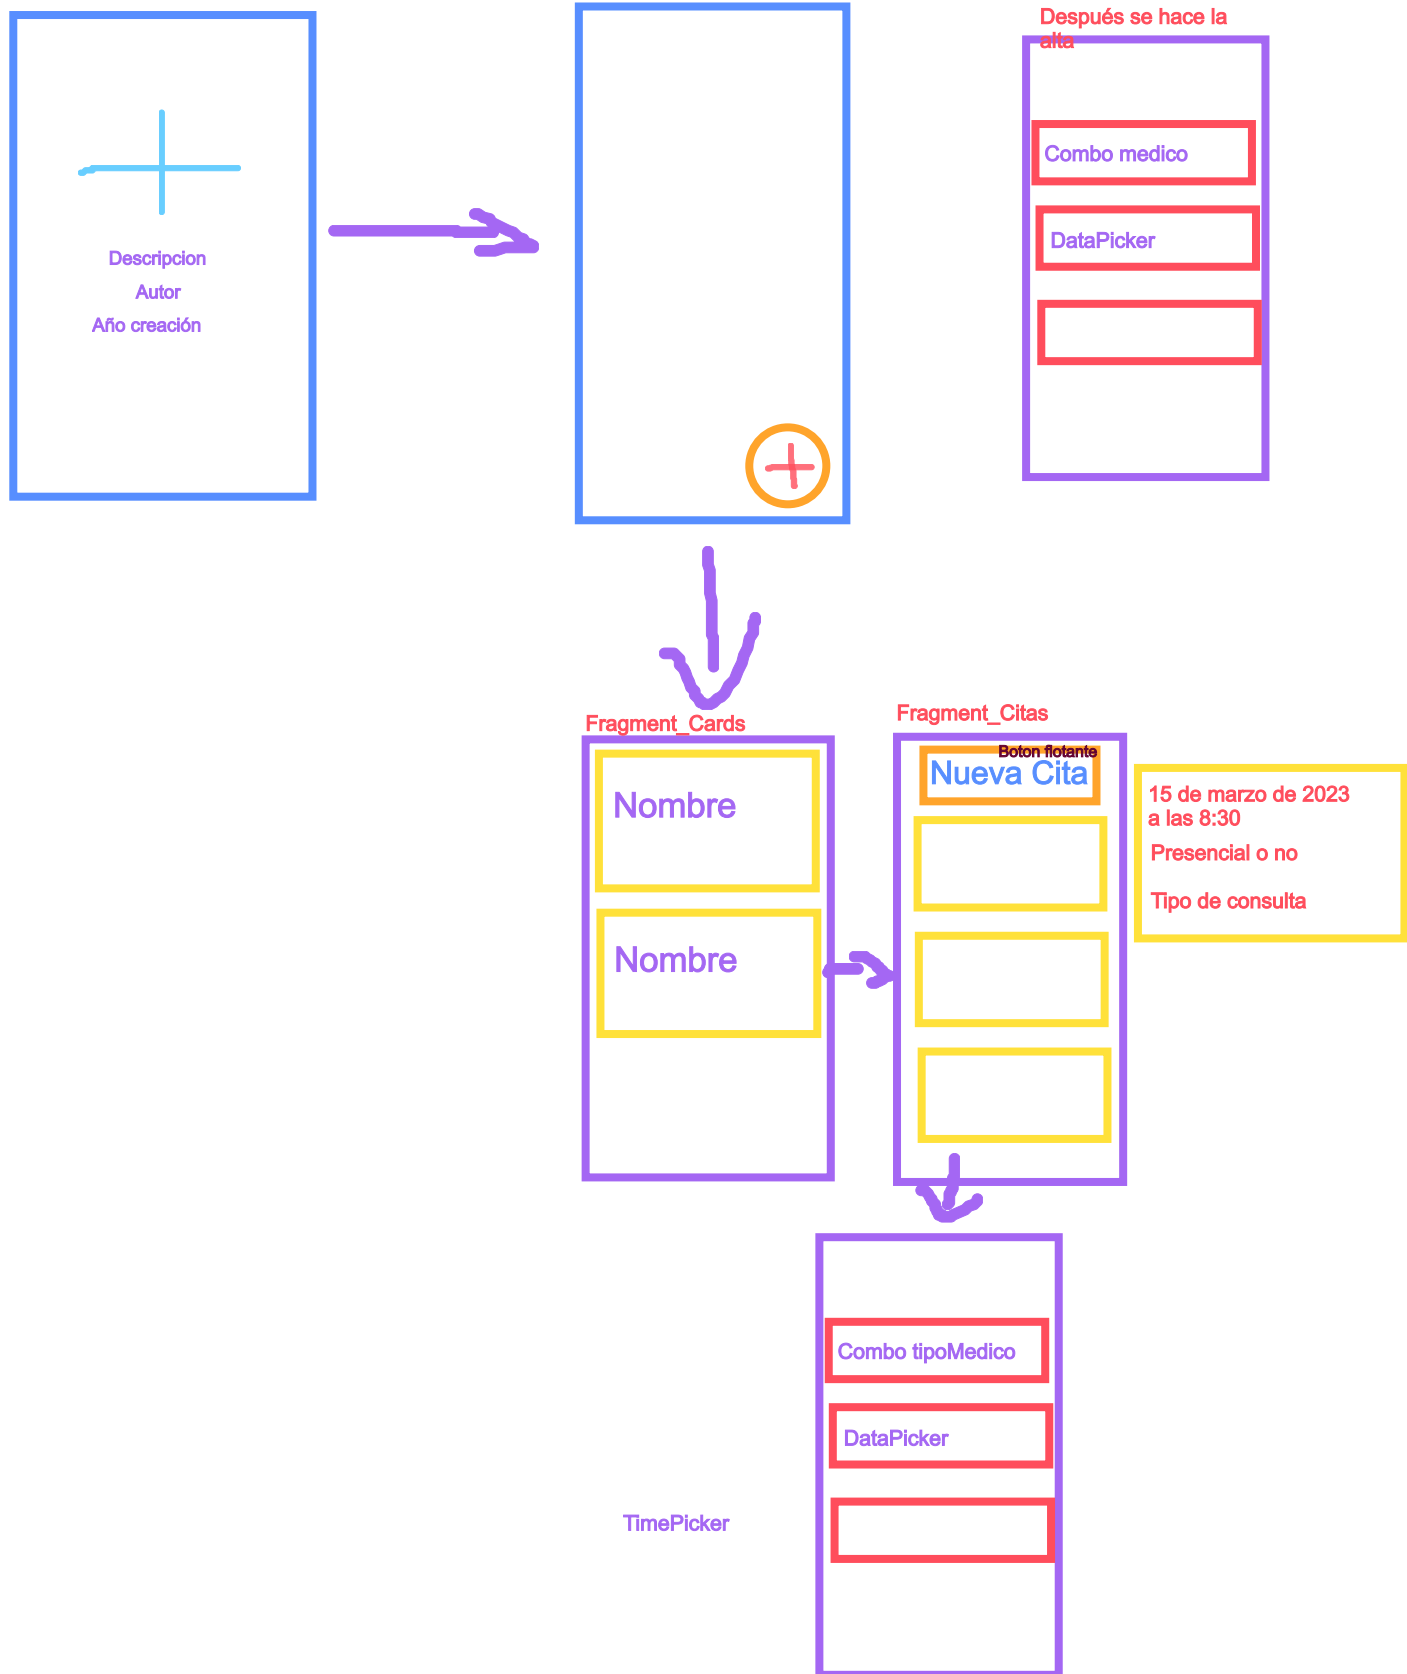 Después se hace la
alta
Combo medico
DataPicker
Descripcion
Autor
Año creación
Fragment_Cards
Nombre
Nombre
Fragment_Citas
Boton flotante
Nueva Cita
15 de marzo de 2023
a las 8:30
Presencial o no
Tipo de consulta
Combo tipoMedico
DataPicker
TimePicker